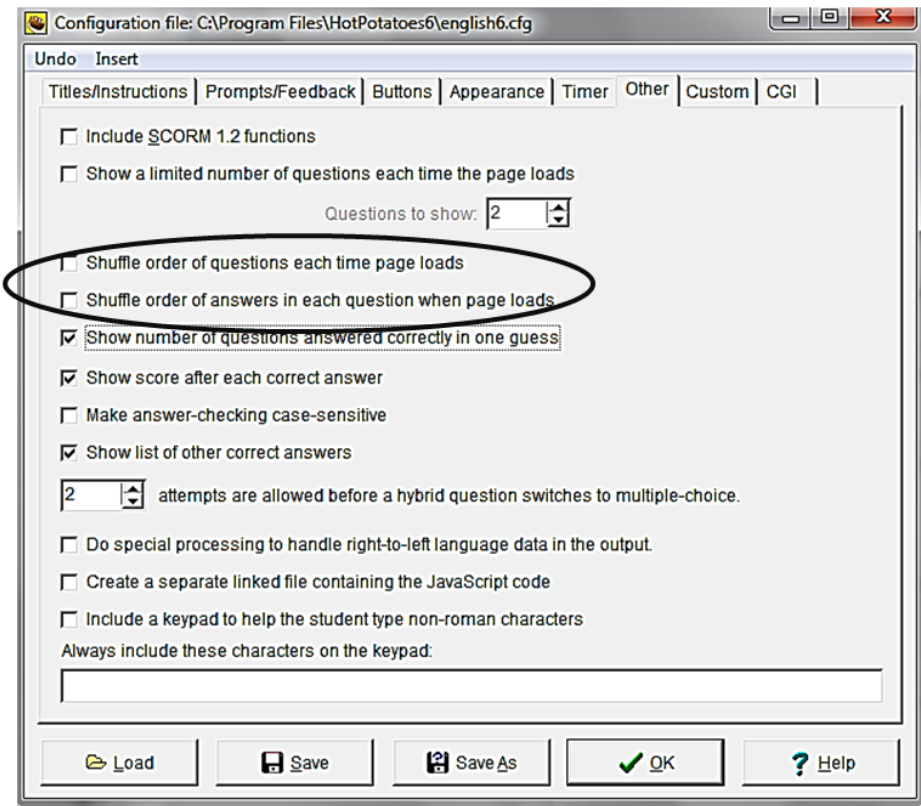 Configuration file: C:\Program Files\HotPotatoes6\english6.cfg
Undo Insert
Titles/Instructions Prompts/Feedback Buttons Appearance Timer Other Custom CGI
Include SCORM 1.2 functions
Show a limited number of questions each time the page loads
Questions to show: 2
Shuffle order of questions each time page loads
Shuffle order of answers in each question when page loads
Show number of questions answered correctly in one guess
Show score after each correct answer
Make answer-checking case-sensitive
Show list of other correct answers
2 attempts are allowed before a hybrid question switches to multiple-choice.
Do special processing to handle right-to-left language data in the output.
Create a separate linked file containing the JavaScript code
Include a keypad to help the student type non-roman characters
Always include these characters on the keypad:
Load Save Save As OK Help